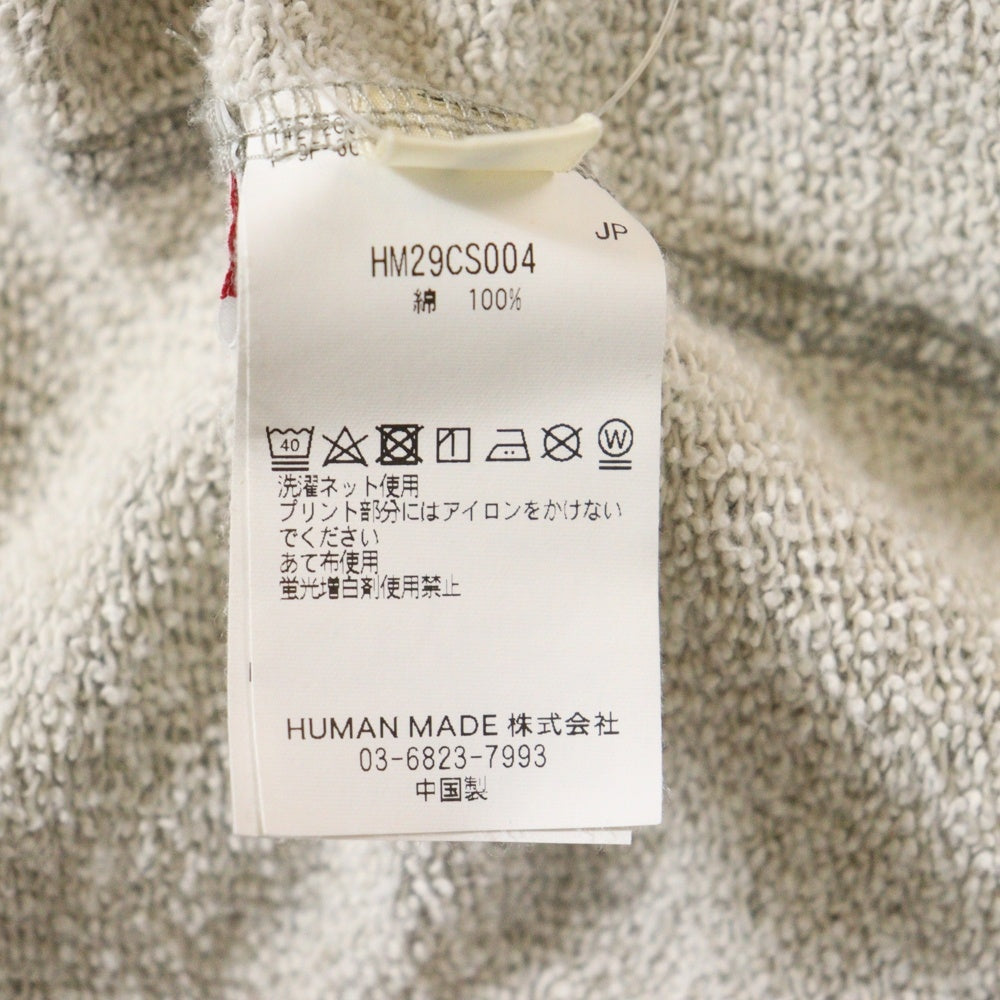 JP
HM29CS004
綿 100%
40
W
洗濯ネット使用
プリント部分にはアイロンをかけない
でください
あて布使用
蛍光増白剤使用禁止
HUMAN MADE 株式会社
03-6823-7993
中国製